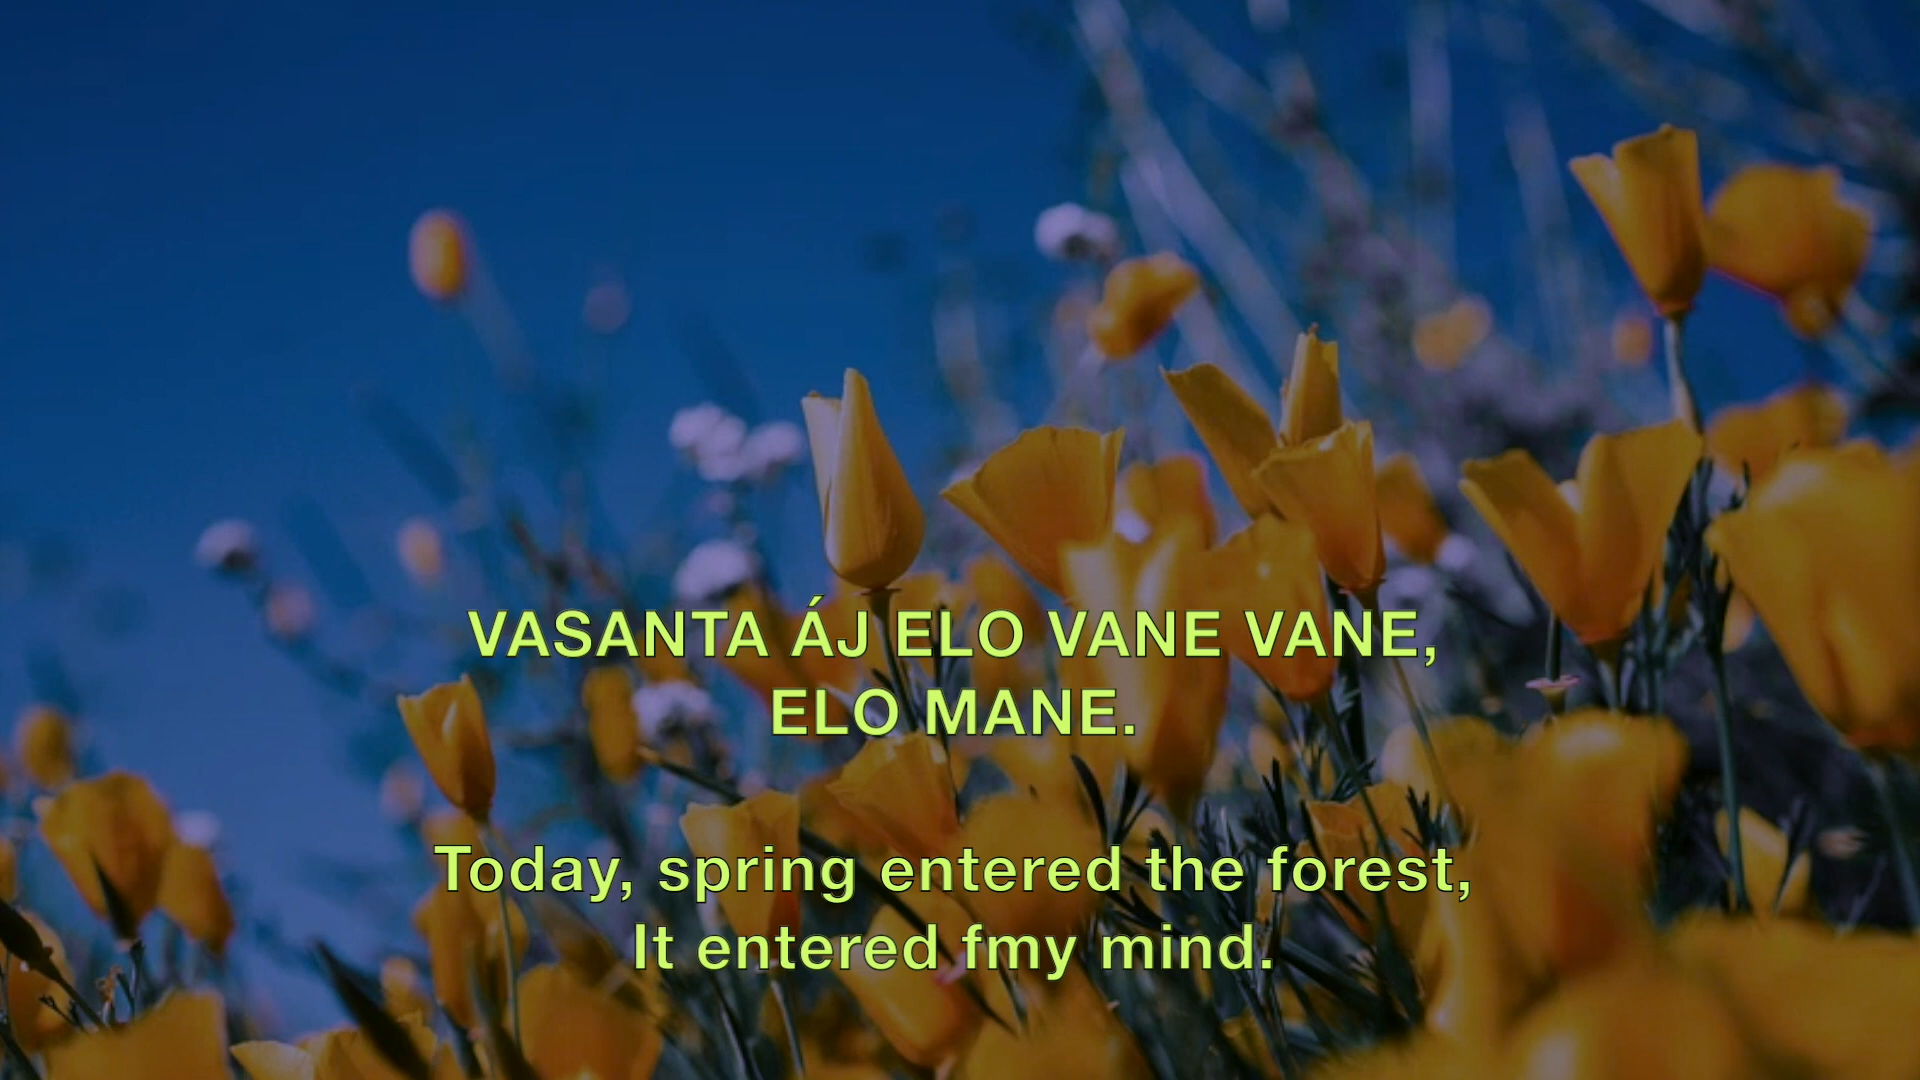 VASANTA ÁJ ELO VANE VANE,
ELO MANE.
Today, spring entered the forest,
It entered fmy mind.